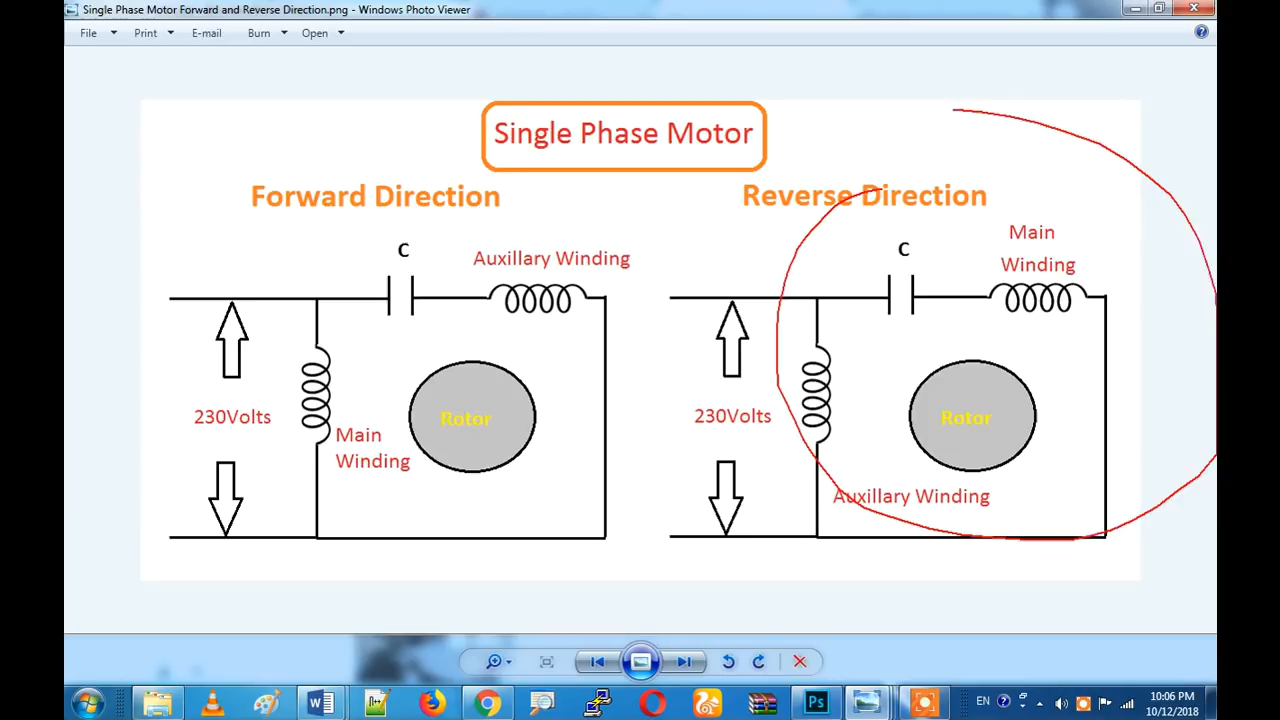 Single Phase Motor Forward and Reverse Direction.png - Windows Photo Viewer
File Print E-mail Burn Open
Single Phase Motor
Forward Direction
Reverse Direction
C
Auxillary Winding
230Volts
Main
Winding
Rotor
C
Main
Winding
230Volts
Rotor
Auxillary Winding
EN
10:06 PM
10/12/2018
W
Ps